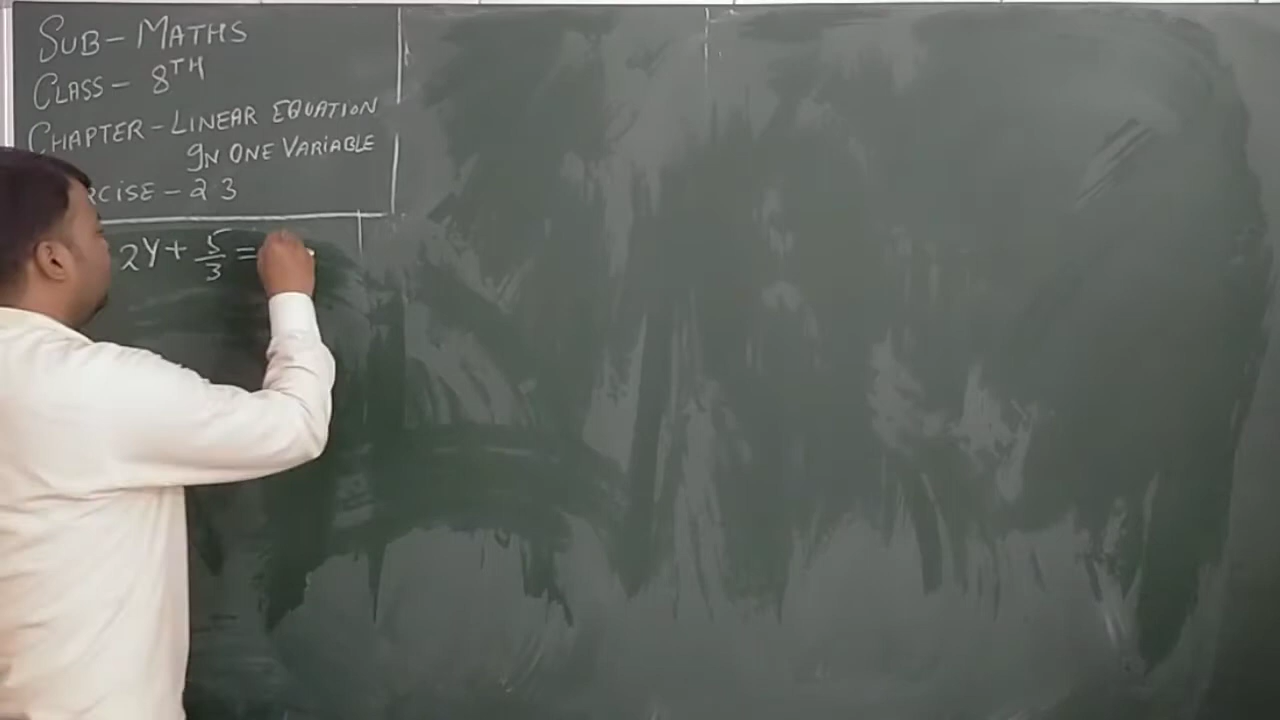 SUB - MATHS
CLASS - 8TH
CHAPTER - LINEAR EQUATION
IN ONE VARIABLE
RCISE - 2 3
2Y + 5/3 =